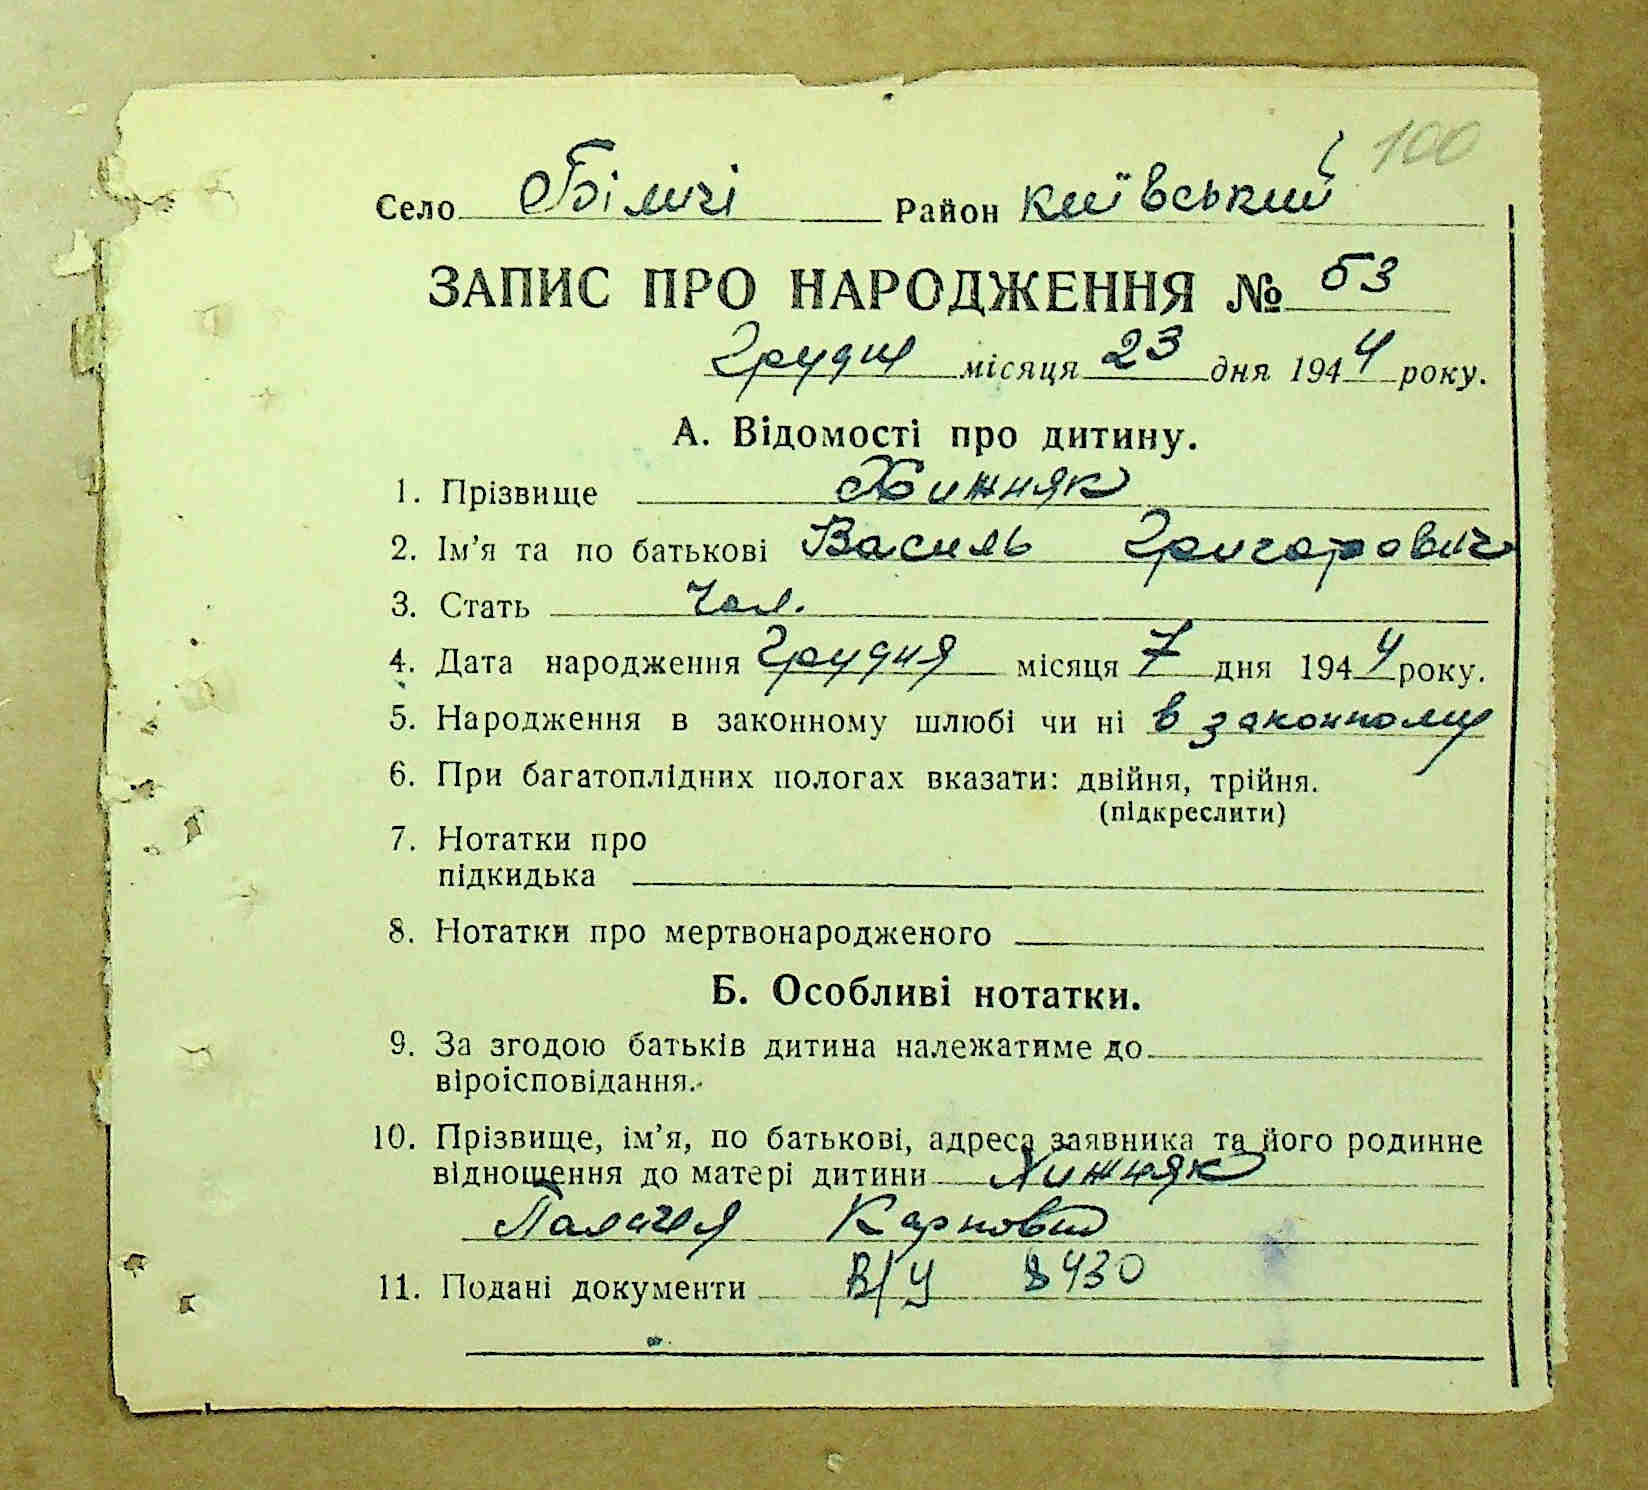 100
Село Біличі Район Київський
ЗАПИС ПРО НАРОДЖЕННЯ № 53
Грудня місяця 23 дня 1944 року.
А. Відомості про дитину.
1. Прізвище Хижняк
2. Ім'я та по батькові Василь Григорович
3. Стать Чол.
4. Дата народження Грудня місяця 7 дня 1944 року.
5. Народження в законному шлюбі чи ні в законному
6. При багатоплідних пологах вказати: двійня, трійня.
(підкреслити)
7. Нотатки про
підкидька
8. Нотатки про мертвонародженого
Б. Особливі нотатки.
9. За згодою батьків дитина належатиме до
віроісповідання.
10. Прізвище, ім'я, по батькові, адреса заявника та його родинне
відношення до матері дитини Хижняк
Палагея
11. Подані документи В/У 8430